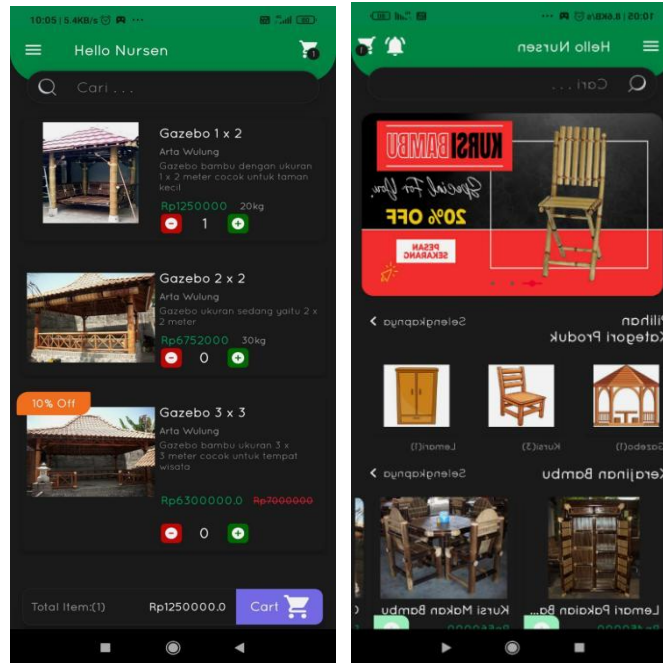 10:05 | 5.4KB/s
Hello Nursen
1
Cari . . .
Gazebo 1 x 2
Arta Wulung
Gazebo bambu dengan ukuran
1 x 2 meter cocok untuk taman
kecil
Rp1250000 20kg
1
Gazebo 2 x 2
Arta Wulung
Gazebo ukuran sedang yaitu 2 x
2 meter
Rp6752000 30kg
0
10% Off
Gazebo 3 x 3
Arta Wulung
Gazebo bambu ukuran 3 x
3 meter cocok untuk tempat
wisata
Rp6300000.0 Rp7000000
0
Total Item:(1) Rp1250000.0 Cart
10:05 | 8.6KB/s
Hello Nursen
Cari . . .
KURSI BAMBU
Special For You.
20% OFF
PESAN
SEKARANG
Pilihan
Kategori Produk
Selengkapnya
Gazebo(1) Kursi(3) Lemari(1)
Kerajinan Bambu Selengkapnya
Lemari Pakaian Ba... Kursi Makan Bambu